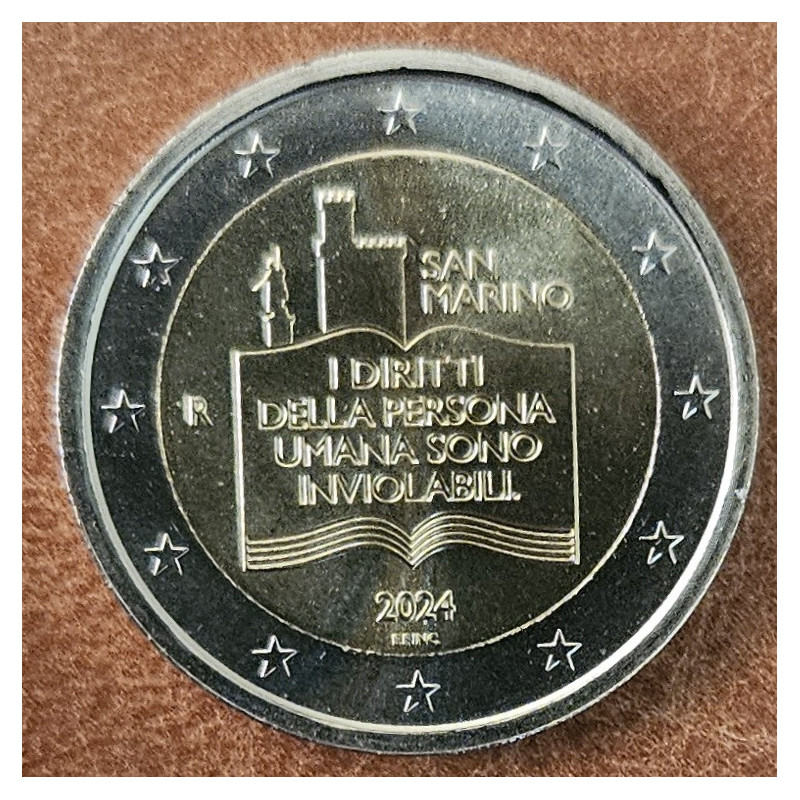 SAN
MARINO
I DIRITTI
DELLA PERSONA
UMANA SONO
INVIOLABILI.
R
2024